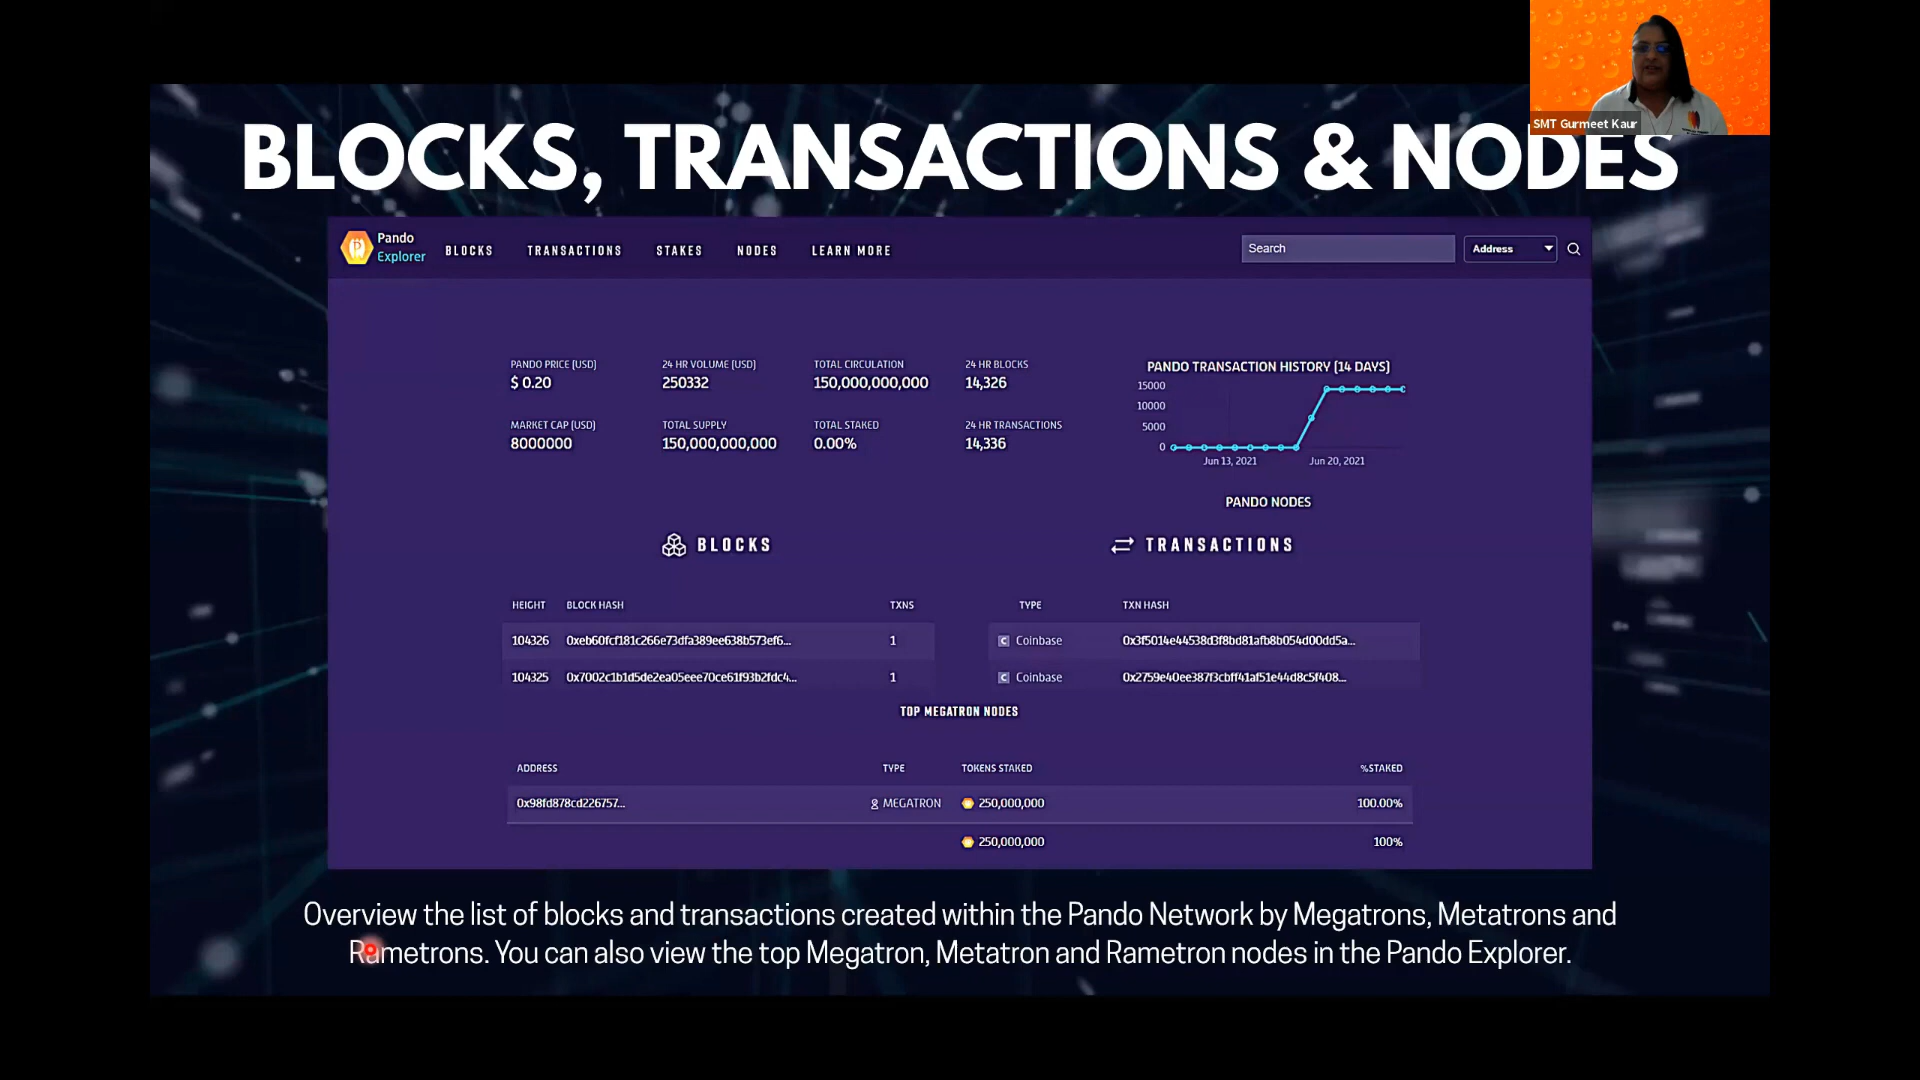 SMT Gurmeet Kaur
BLOCKS, TRANSACTIONS & NODES
Pando
Explorer
BLOCKS TRANSACTIONS STAKES NODES LEARN MORE
Search
Address
PANDO PRICE [USD] 24 HR VOLUME [USD] TOTAL CIRCULATION 24 HR BLOCKS
$ 0.20 250332 150,000,000,000 14,326
MARKET CAP [USD] TOTAL SUPPLY TOTAL STAKED 24 HR TRANSACTIONS
8000000 150,000,000,000 0.00% 14,336
PANDO TRANSACTION HISTORY [14 DAYS]
15000
10000
5000
0
Jun 13, 2021 Jun 20, 2021
PANDO NODES
BLOCKS
HEIGHT BLOCK HASH TXNS
104326 0xeb60fcf181c266e73dfa389ee638b573ef6... 1
104325 0x7002c1b1d5de2ea05eee70ce61f93b2fdc4... 1
TRANSACTIONS
TYPE TXN HASH
C Coinbase 0x3f5014e44538d3f8bd81afb8b054d00dd5a...
C Coinbase 0x2759e40ee387f3cbff41af51e44d8c5f408...
TOP MEGATRON NODES
ADDRESS TYPE TOKENS STAKED %STAKED
0x98fd878cd226757... MEGATRON 250,000,000 100.00%
250,000,000 100%
Overview the list of blocks and transactions created within the Pando Network by Megatrons, Metatrons and
Rametrons. You can also view the top Megatron, Metatron and Rametron nodes in the Pando Explorer.